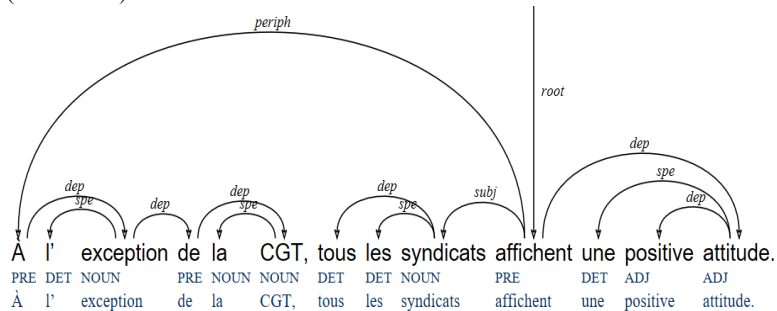 periph
root
dep
spe
dep dep dep subj
spe dep spe spe dep
À l' exception de la CGT, tous les syndicats affichent une positive attitude.
PRE DET NOUN PRE NOUN NOUN DET DET NOUN PRE DET ADJ ADJ
À l' exception de la CGT, tous les syndicats affichent une positive attitude.